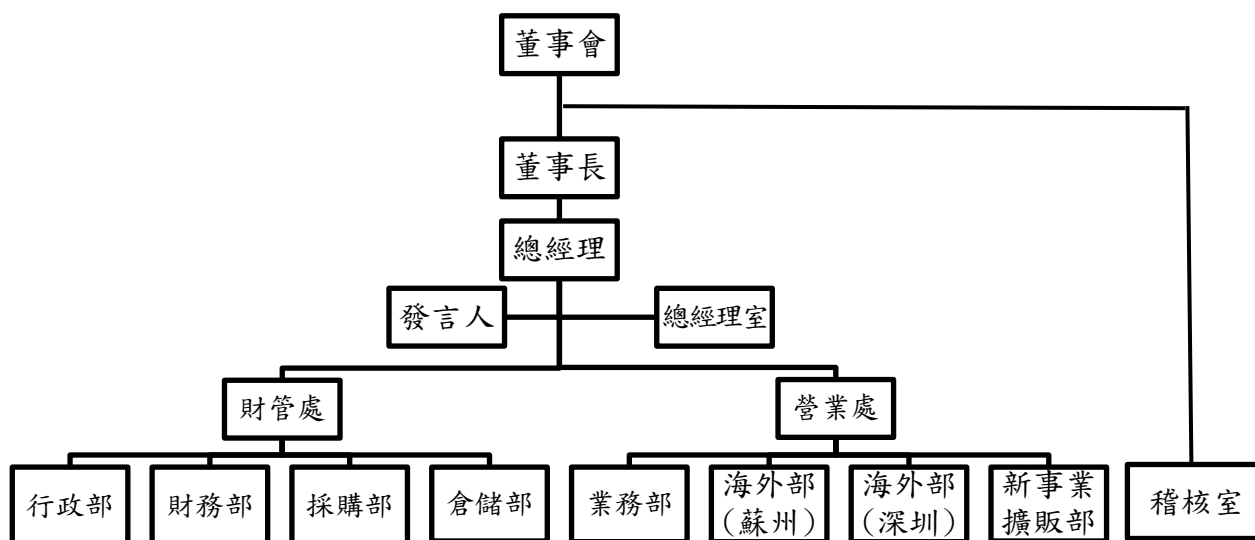 董事會
董事長
總經理
發言人
總經理室
財管處
營業處
行政部
財務部
採購部
倉儲部
業務部
海外部
(蘇州)
海外部
(深圳)
新事業
擴販部
稽核室